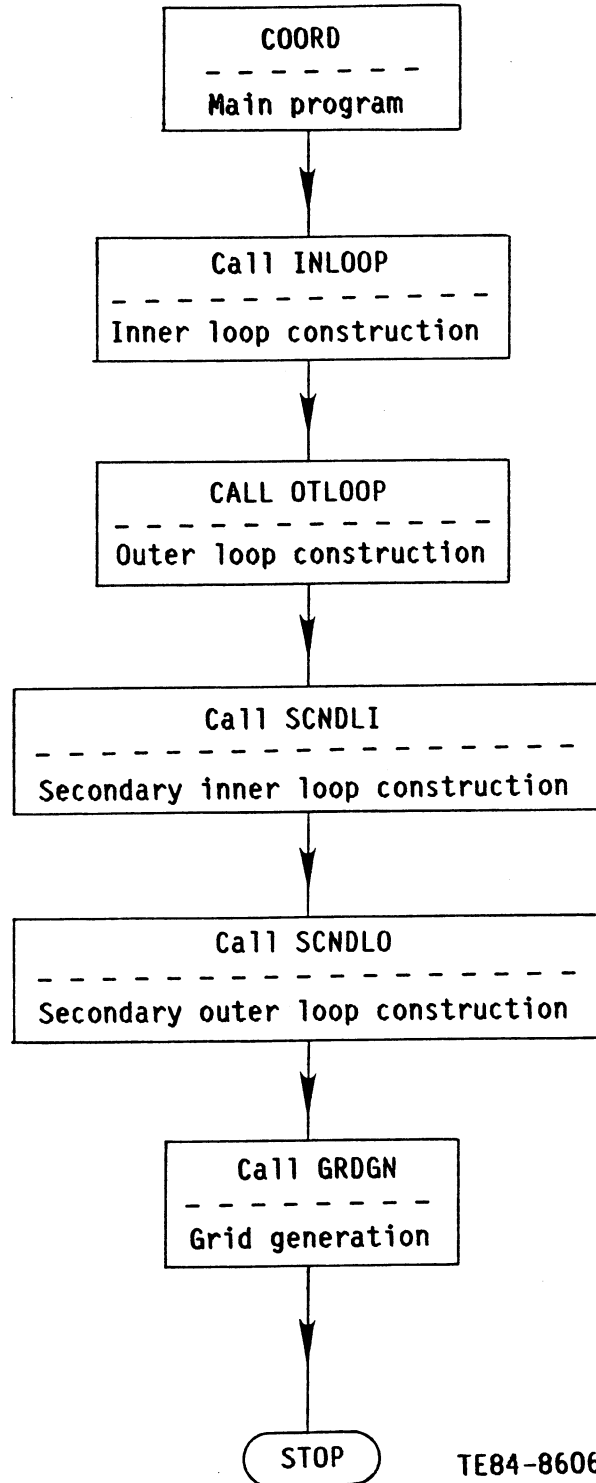 COORD
Main program
Call INLOOP
Inner loop construction
CALL OTLOOP
Outer loop construction
Call SCNDLI
Secondary inner loop construction
Call SCNDLO
Secondary outer loop construction
Call GRDGN
Grid generation
STOP
TE84-8606